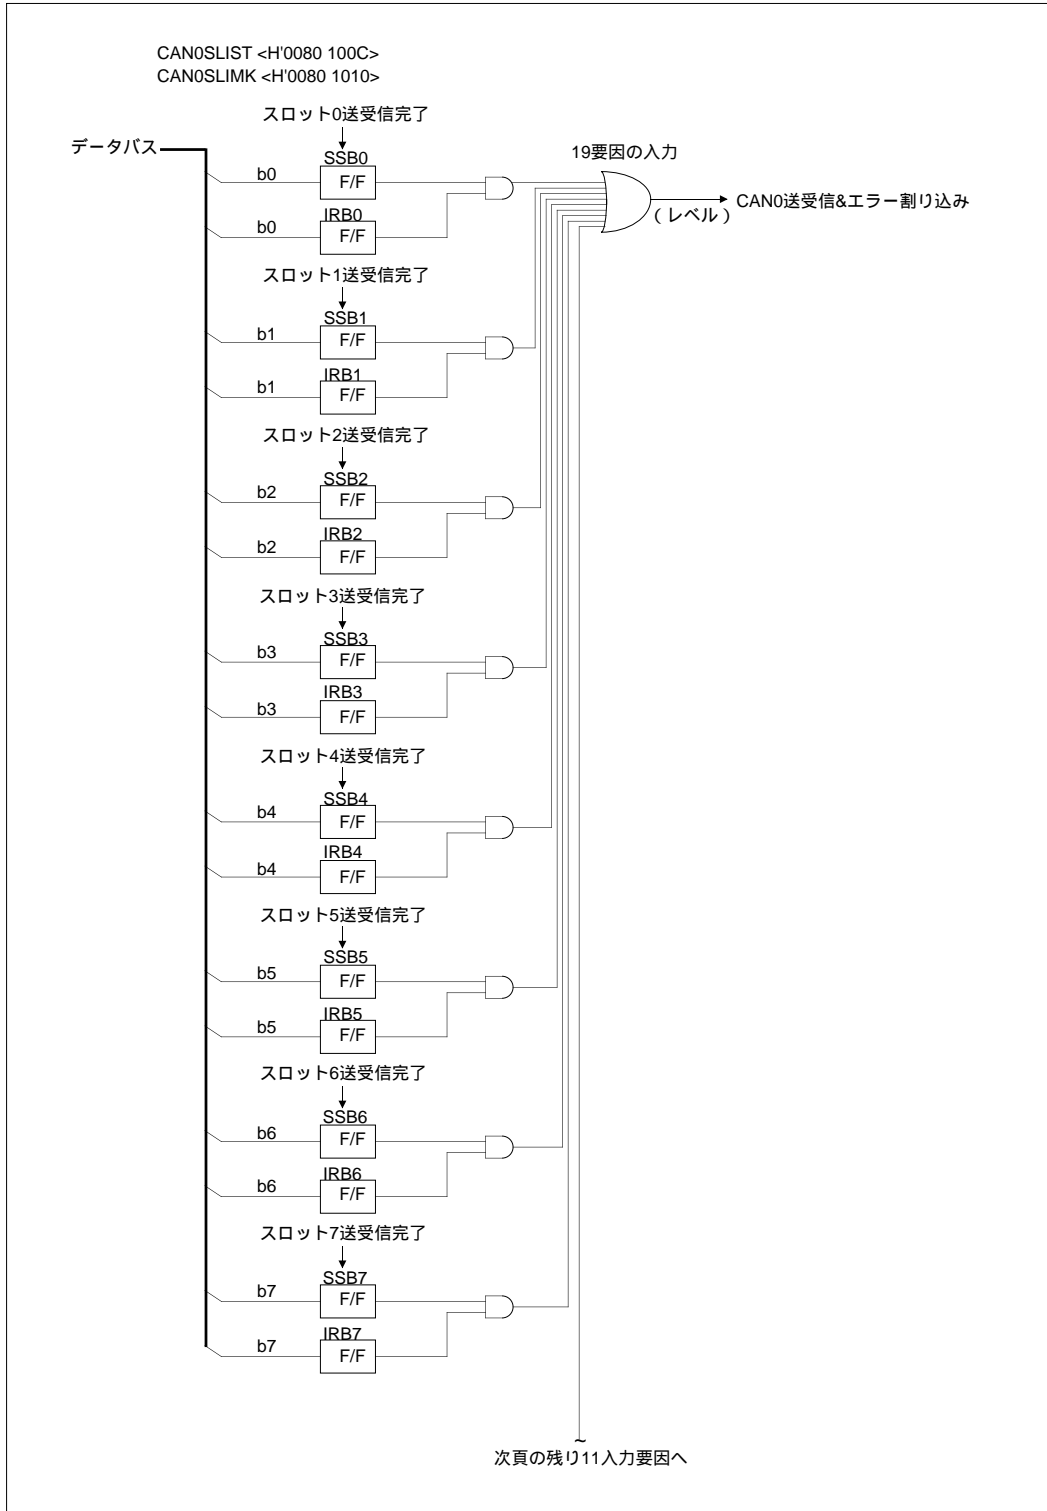 CAN0SLIST <H'0080 100C>
CAN0SLIMK <H'0080 1010>
スロット0送受信完了
データバス
SSB0
19要因の入力
b0
F/F
CAN0送受信&エラー割り込み
(レベル)
IRB0
b0
F/F
スロット1送受信完了
SSB1
b1
F/F
IRB1
b1
F/F
スロット2送受信完了
SSB2
b2
F/F
IRB2
b2
F/F
スロット3送受信完了
SSB3
b3
F/F
IRB3
b3
F/F
スロット4送受信完了
SSB4
b4
F/F
IRB4
b4
F/F
スロット5送受信完了
SSB5
b5
F/F
IRB5
b5
F/F
スロット6送受信完了
SSB6
b6
F/F
IRB6
b6
F/F
スロット7送受信完了
SSB7
b7
F/F
IRB7
b7
F/F
~
次頁の残り11入力要因へ